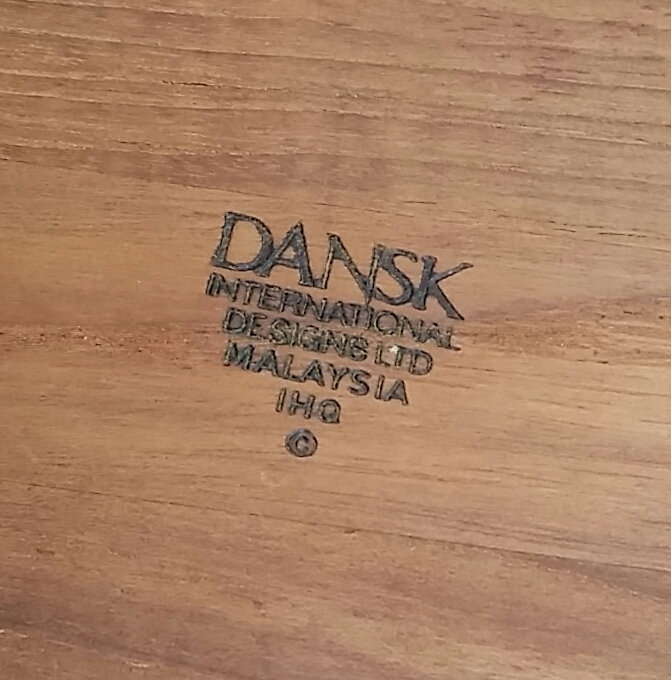 DANSK
INTERNATIONAL
DESIGNS LTD
MALAYSIA
IHQ
©